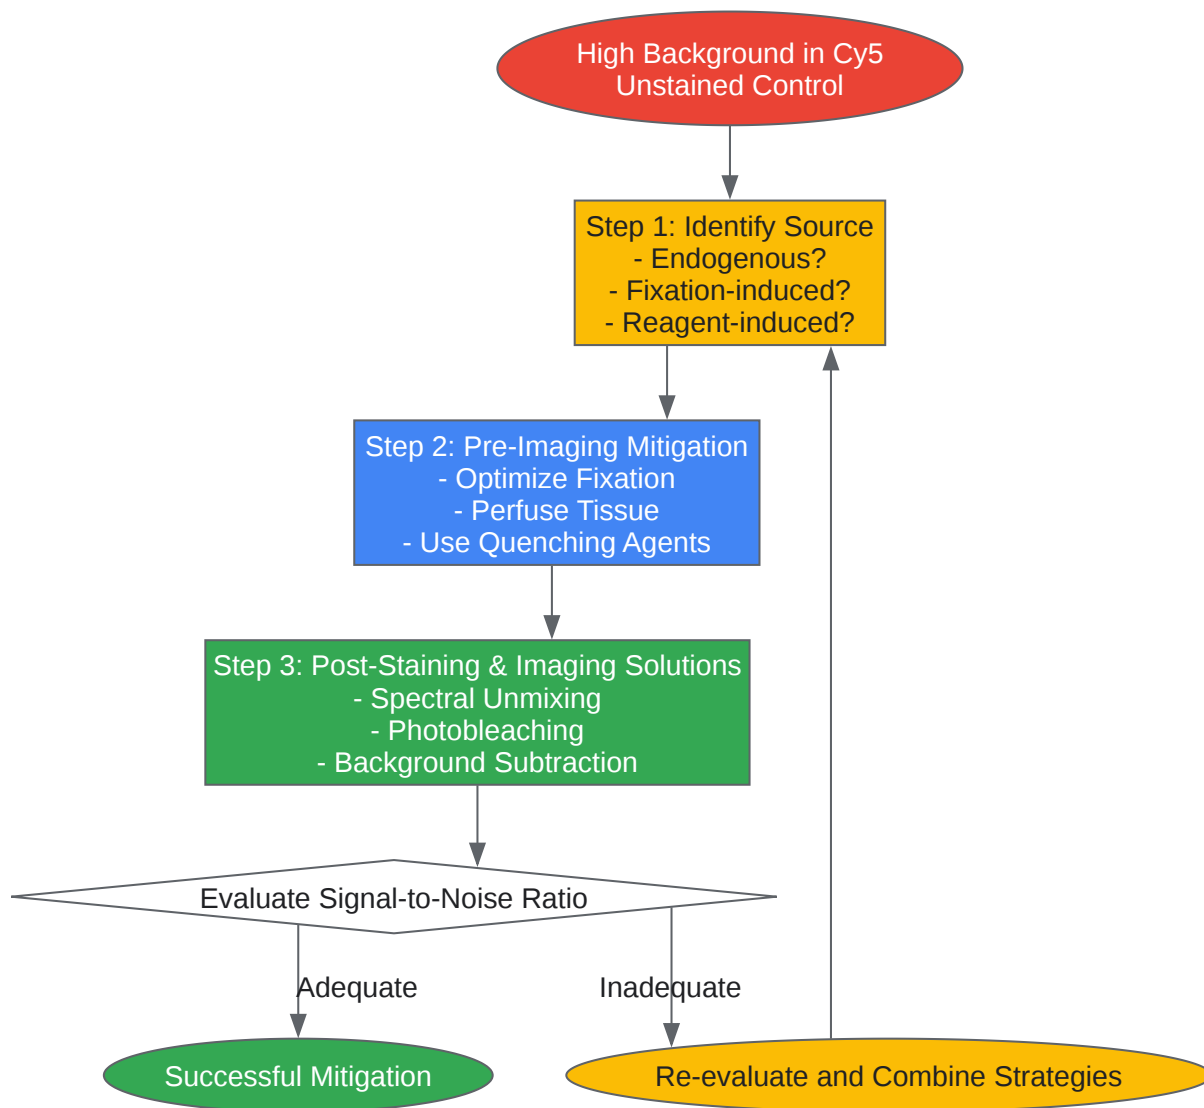 High Background in Cy5
Unstained Control
Step 1: Identify Source
- Endogenous?
- Fixation-induced?
- Reagent-induced?
Step 2: Pre-Imaging Mitigation
- Optimize Fixation
- Perfuse Tissue
- Use Quenching Agents
Step 3: Post-Staining & Imaging Solutions
- Spectral Unmixing
- Photobleaching
- Background Subtraction
Evaluate Signal-to-Noise Ratio
Adequate
Inadequate
Successful Mitigation
Re-evaluate and Combine Strategies